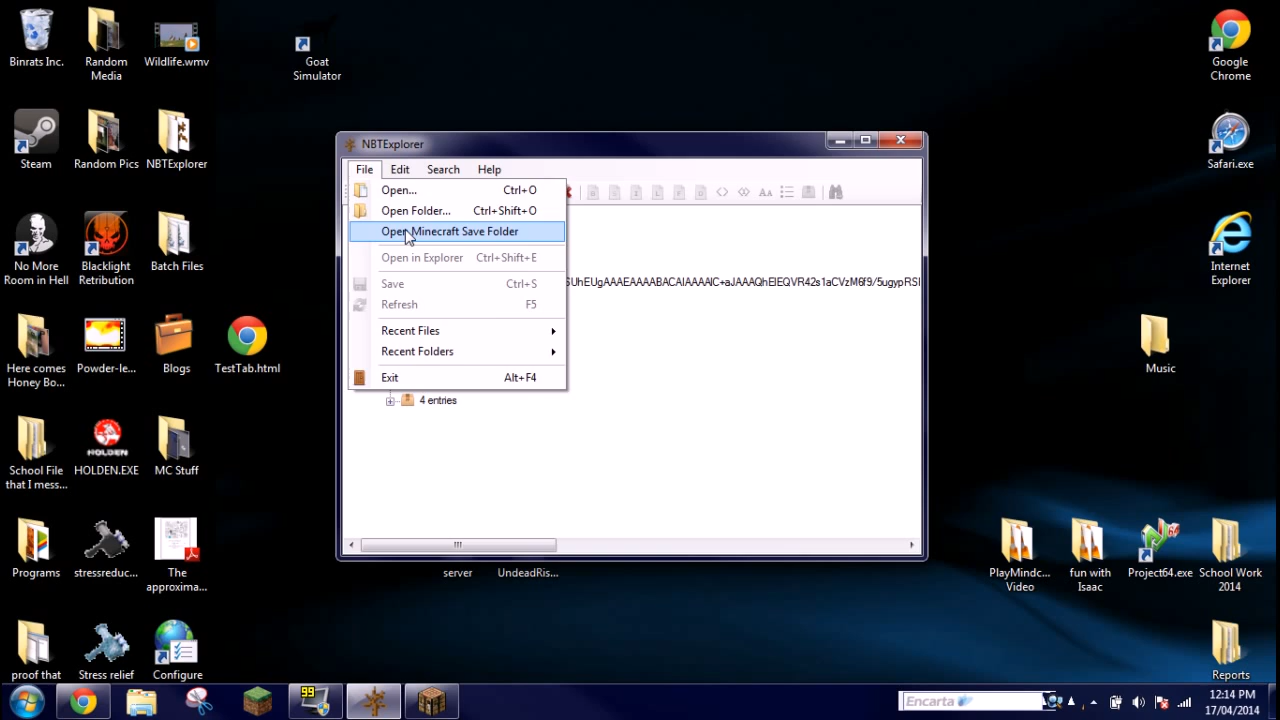 Binrats Inc.
Random
Media
Wildlife.wmv
Goat
Simulator
Google
Chrome
Steam
Random Pics
NBTExplorer
Safari.exe
No More
Room in Hell
Blacklight
Retribution
Batch Files
Internet
Explorer
Here comes
Honey Bo...
Powder-le...
Blogs
TestTab.html
Music
School File
that I mess...
HOLDEN
HOLDEN.EXE
MC Stuff
Programs
stressreduc...
The
approxima...
server
UndeadRis...
PlayMindc...
Video
fun with
Isaac
Project64.exe
School Work
2014
proof that
Stress relief
Configure
Reports
NBTExplorer
File Edit Search Help
Open... Ctrl+O
Open Folder... Ctrl+Shift+O
Open Minecraft Save Folder
Open in Explorer Ctrl+Shift+E
Save Ctrl+S
Refresh F5
Recent Files
Recent Folders
Exit Alt+F4
4 entries
99
Encarta
12:14 PM
17/04/2014